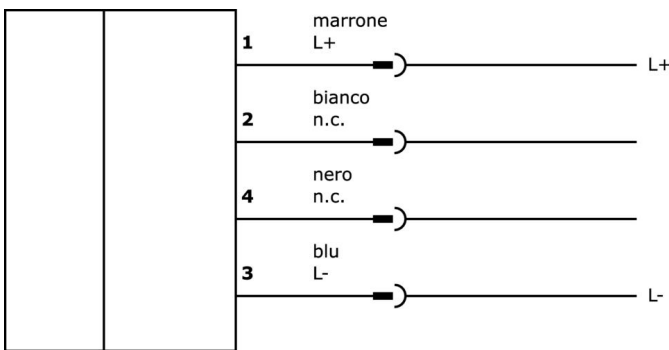 marrone
1 L+ L+
bianco
2 n.c.
nero
4 n.c.
blu
3 L- L-